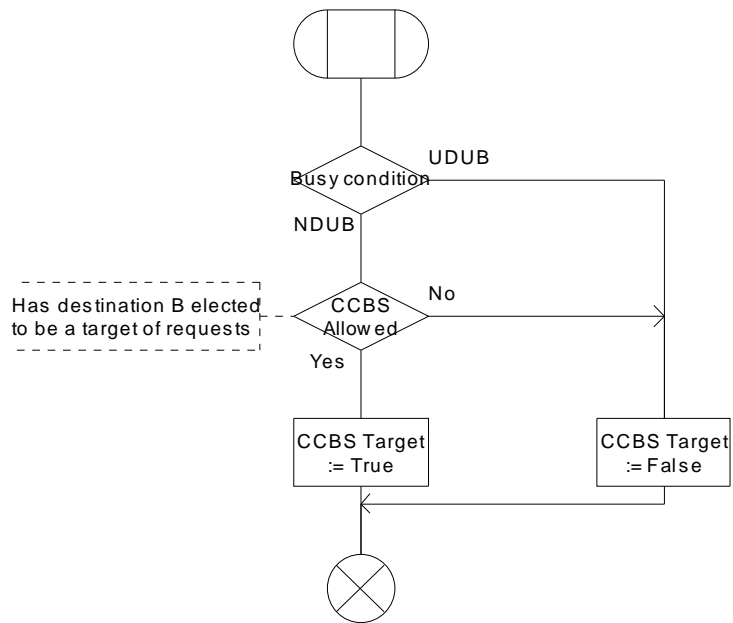 UDUB
Busy condition
NDUB
Has destination B elected
to be a target of requests
CCBS
Allowed
No
Yes
CCBS Target
:= True
CCBS Target
:= False